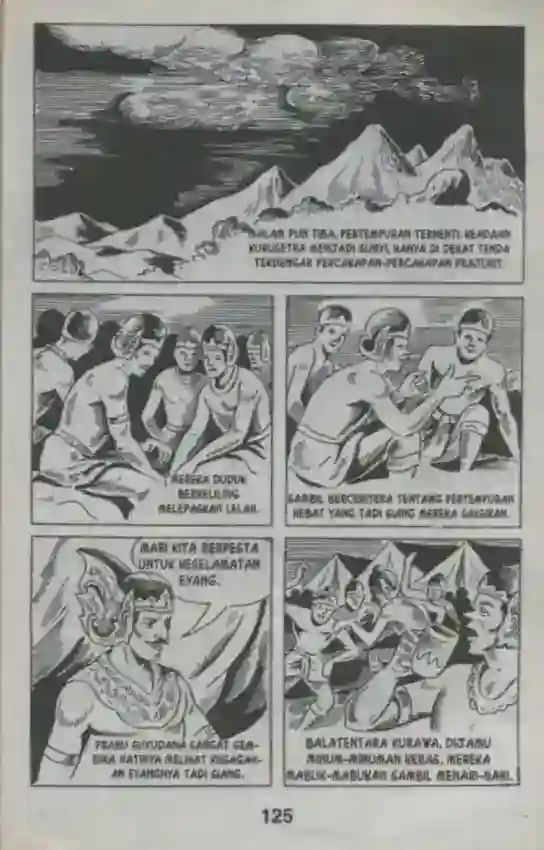 MALAM PUN TIBA, PERTEMPURAN TERHENTI. KEADAAN
KURUSETRA MENJADI SUNYI, HANYA DI DEKAT TENDA
TERDENGAR PERCAKAPAN-PERCAKAPAN PRAJURIT.
MEREKA DUDUK
BERKELILING
MELEPASKAN LELAH.
SAMBIL BERCERITERA TENTANG PERTEMPURAN
HEBAT YANG TADI SIANG MEREKA SAKSIKAN.
MARI KITA BERPESTA
UNTUK KESELAMATAN
EYANG.
PRABU SUYUDANA SANGAT GEM-
BIRA HATINYA MELIHAT KEGAGAH-
AN EYANGNYA TADI SIANG.
BALATENTARA KURAWA, DIJAMU
MINUM-MINUMAN KERAS. MEREKA
MABUK-MABUKAN SAMBIL MENARI-NARI.
125